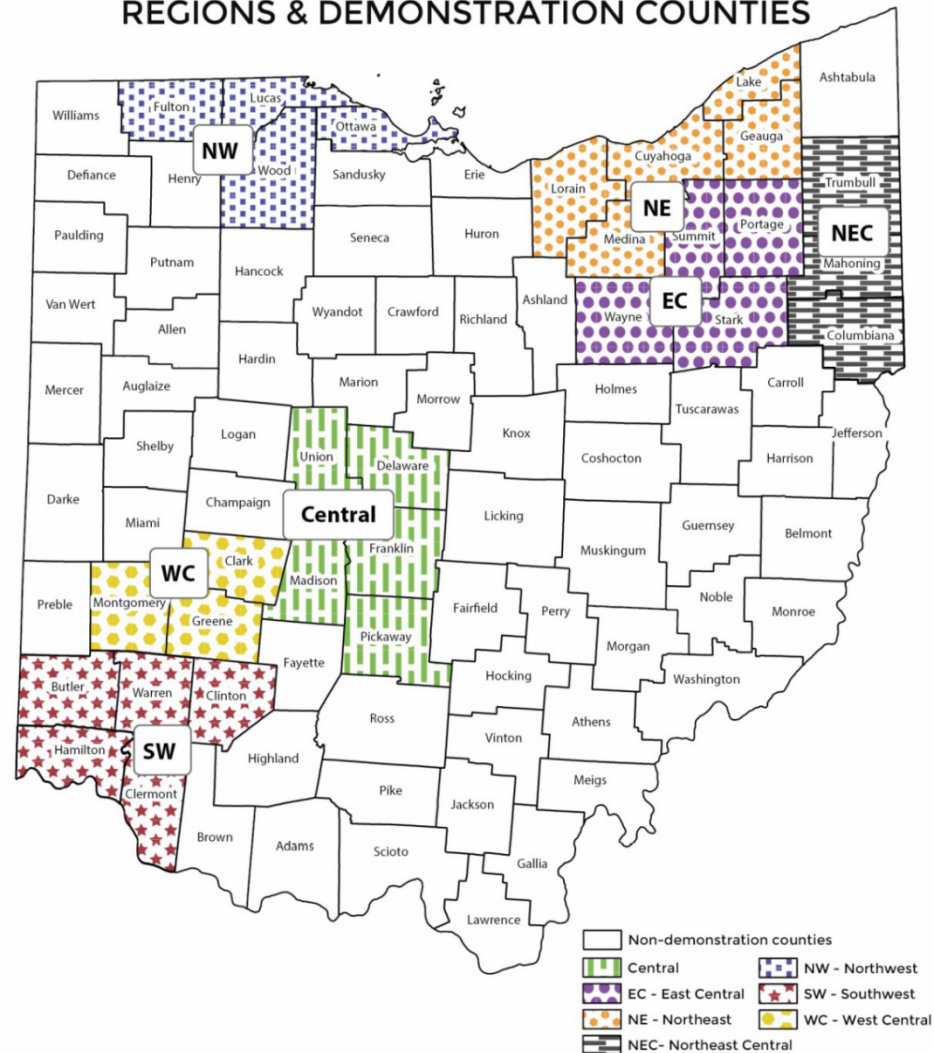 REGIONS & DEMONSTRATION COUNTIES
Ashtabula
Lake
Williams
Fulton
Lucas
Ottawa
Geauga
Cuyahoga
NW
Wood
Defiance
Henry
Sandusky
Erie
Lorain
Trumbull
NE
Portage
NEC
Medina
Summit
Mahoning
Paulding
Putnam
Hancock
Seneca
Huron
Van Wert
Allen
Wyandot
Crawford
Richland
Ashland
EC
Wayne
Stark
Columbiana
Mercer
Auglaize
Hardin
Marion
Morrow
Holmes
Tuscarawas
Carroll
Jefferson
Shelby
Logan
Union
Delaware
Knox
Coshocton
Harrison
Darke
Miami
Champaign
Central
Licking
Muskingum
Guernsey
Belmont
WC
Clark
Franklin
Madison
Preble
Montgomery
Greene
Pickaway
Fairfield
Perry
Noble
Monroe
Morgan
Fayette
Hocking
Washington
Butler
Warren
Clinton
Ross
Athens
Vinton
Hamilton
SW
Highland
Meigs
Clermont
Pike
Jackson
Brown
Adams
Scioto
Gallia
Lawrence
Non-demonstration counties
Central
EC - East Central
NE - Northeast
NEC- Northeast Central
NW - Northwest
SW - Southwest
WC - West Central